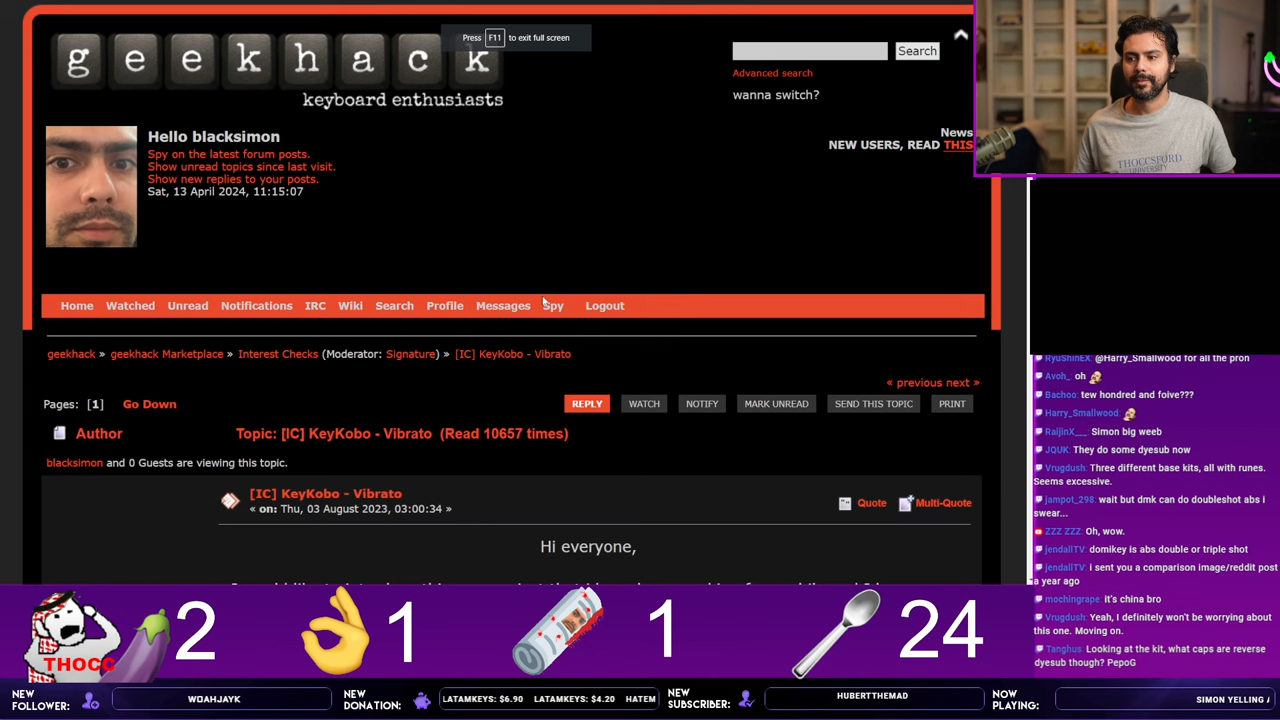 geekhack
keyboard enthusiasts
Press F11 to exit full screen
Search
Advanced search
wanna switch?
News
NEW USERS, READ THIS
Hello blacksimon
Spy on the latest forum posts.
Show unread topics since last visit.
Show new replies to your posts.
Sat, 13 April 2024, 11:15:07
THOCCSFORD
UNIVERSITY
Home Watched Unread Notifications IRC Wiki Search Profile Messages Spy Logout
geekhack » geekhack Marketplace » Interest Checks (Moderator: Signature) » [IC] KeyKobo - Vibrato
« previous next »
Pages: [1] Go Down
REPLY WATCH NOTIFY MARK UNREAD SEND THIS TOPIC PRINT
Author Topic: [IC] KeyKobo - Vibrato (Read 10657 times)
blacksimon and 0 Guests are viewing this topic.
[IC] KeyKobo - Vibrato
« on: Thu, 03 August 2023, 03:00:34 »
Quote Multi-Quote
Hi everyone,
RyuShinEX: @Harry_Smallwood for all the pron
Avoh_: oh
Bachoo: tew hondred and foive???
Harry_Smallwood:
RaijinX___: Simon big weeb
JQUK: They do some dyesub now
Vrugdush: Three different base kits, all with runes.
Seems excessive.
jampot_298: wait but dmk can do doubleshot abs i
swear...
ZZZ ZZZ: Oh, wow.
jendallTV: domikey is abs double or triple shot
jendallTV: i sent you a comparison image/reddit post
a year ago
mochingrape: it's china bro
Vrugdush: Yeah, I definitely won't be worrying about
this one. Moving on.
Tanghus: Looking at the kit, what caps are reverse
dyesub though? PepoG
THOCC
2 1 1 24
NEW
FOLLOWER:
WOAHJAYK
NEW
DONATION:
LATAMKEYS: $6.90 LATAMKEYS: $4.20 HATEM
NEW
SUBSCRIBER:
HUBERTTHEMAD
NOW
PLAYING:
SIMON YELLING